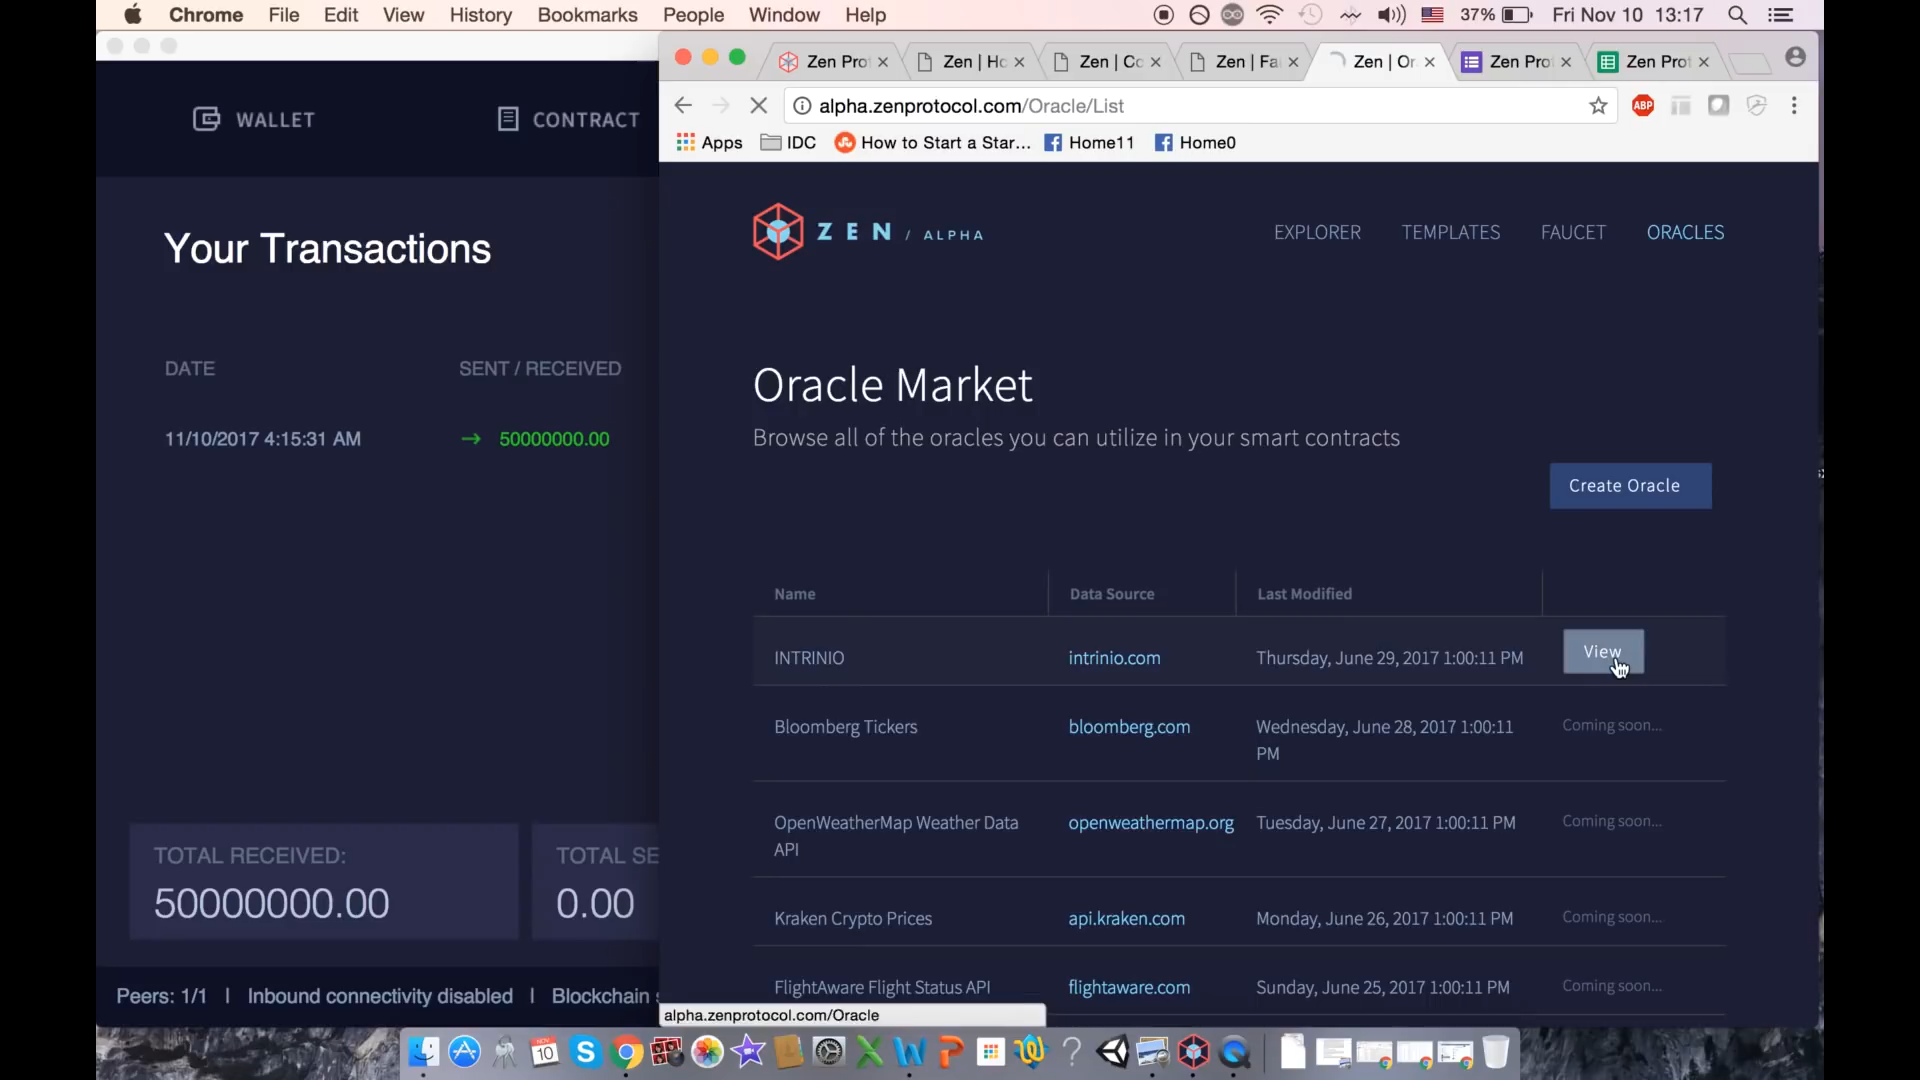 Chrome File Edit View History Bookmarks People Window Help 37% Fri Nov 10 13:17
Zen Prot Zen | Ho Zen | Co Zen | Fa Zen | Or Zen Pro Zen Prot
alpha.zenprotocol.com/Oracle/List
ABP
Apps IDC How to Start a Star... Home11 Home0
WALLET CONTRACT
ZEN / ALPHA
EXPLORER TEMPLATES FAUCET ORACLES
Your Transactions
DATE SENT / RECEIVED
11/10/2017 4:15:31 AM → 50000000.00
TOTAL RECEIVED: TOTAL SE
50000000.00 0.00
Peers: 1/1 | Inbound connectivity disabled | Blockchain s
Oracle Market
Browse all of the oracles you can utilize in your smart contracts
Create Oracle
Name Data Source Last Modified
INTRINIO intrinio.com Thursday, June 29, 2017 1:00:11 PM View
Bloomberg Tickers bloomberg.com Wednesday, June 28, 2017 1:00:11 Coming soon...
PM
OpenWeatherMap Weather Data openweathermap.org Tuesday, June 27, 2017 1:00:11 PM Coming soon...
API
Kraken Crypto Prices api.kraken.com Monday, June 26, 2017 1:00:11 PM Coming soon...
FlightAware Flight Status API flightaware.com Sunday, June 25, 2017 1:00:11 PM Coming soon...
alpha.zenprotocol.com/Oracle
NOV
10